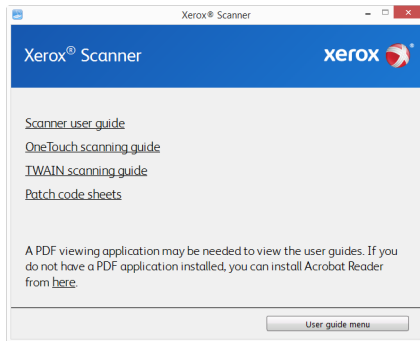 Xerox® Scanner
Xerox® Scanner
xerox®
Scanner user guide
OneTouch scanning guide
TWAIN scanning guide
Patch code sheets
A PDF viewing application may be needed to view the user guides. If you
do not have a PDF application installed, you can install Acrobat Reader
from here.
User guide menu